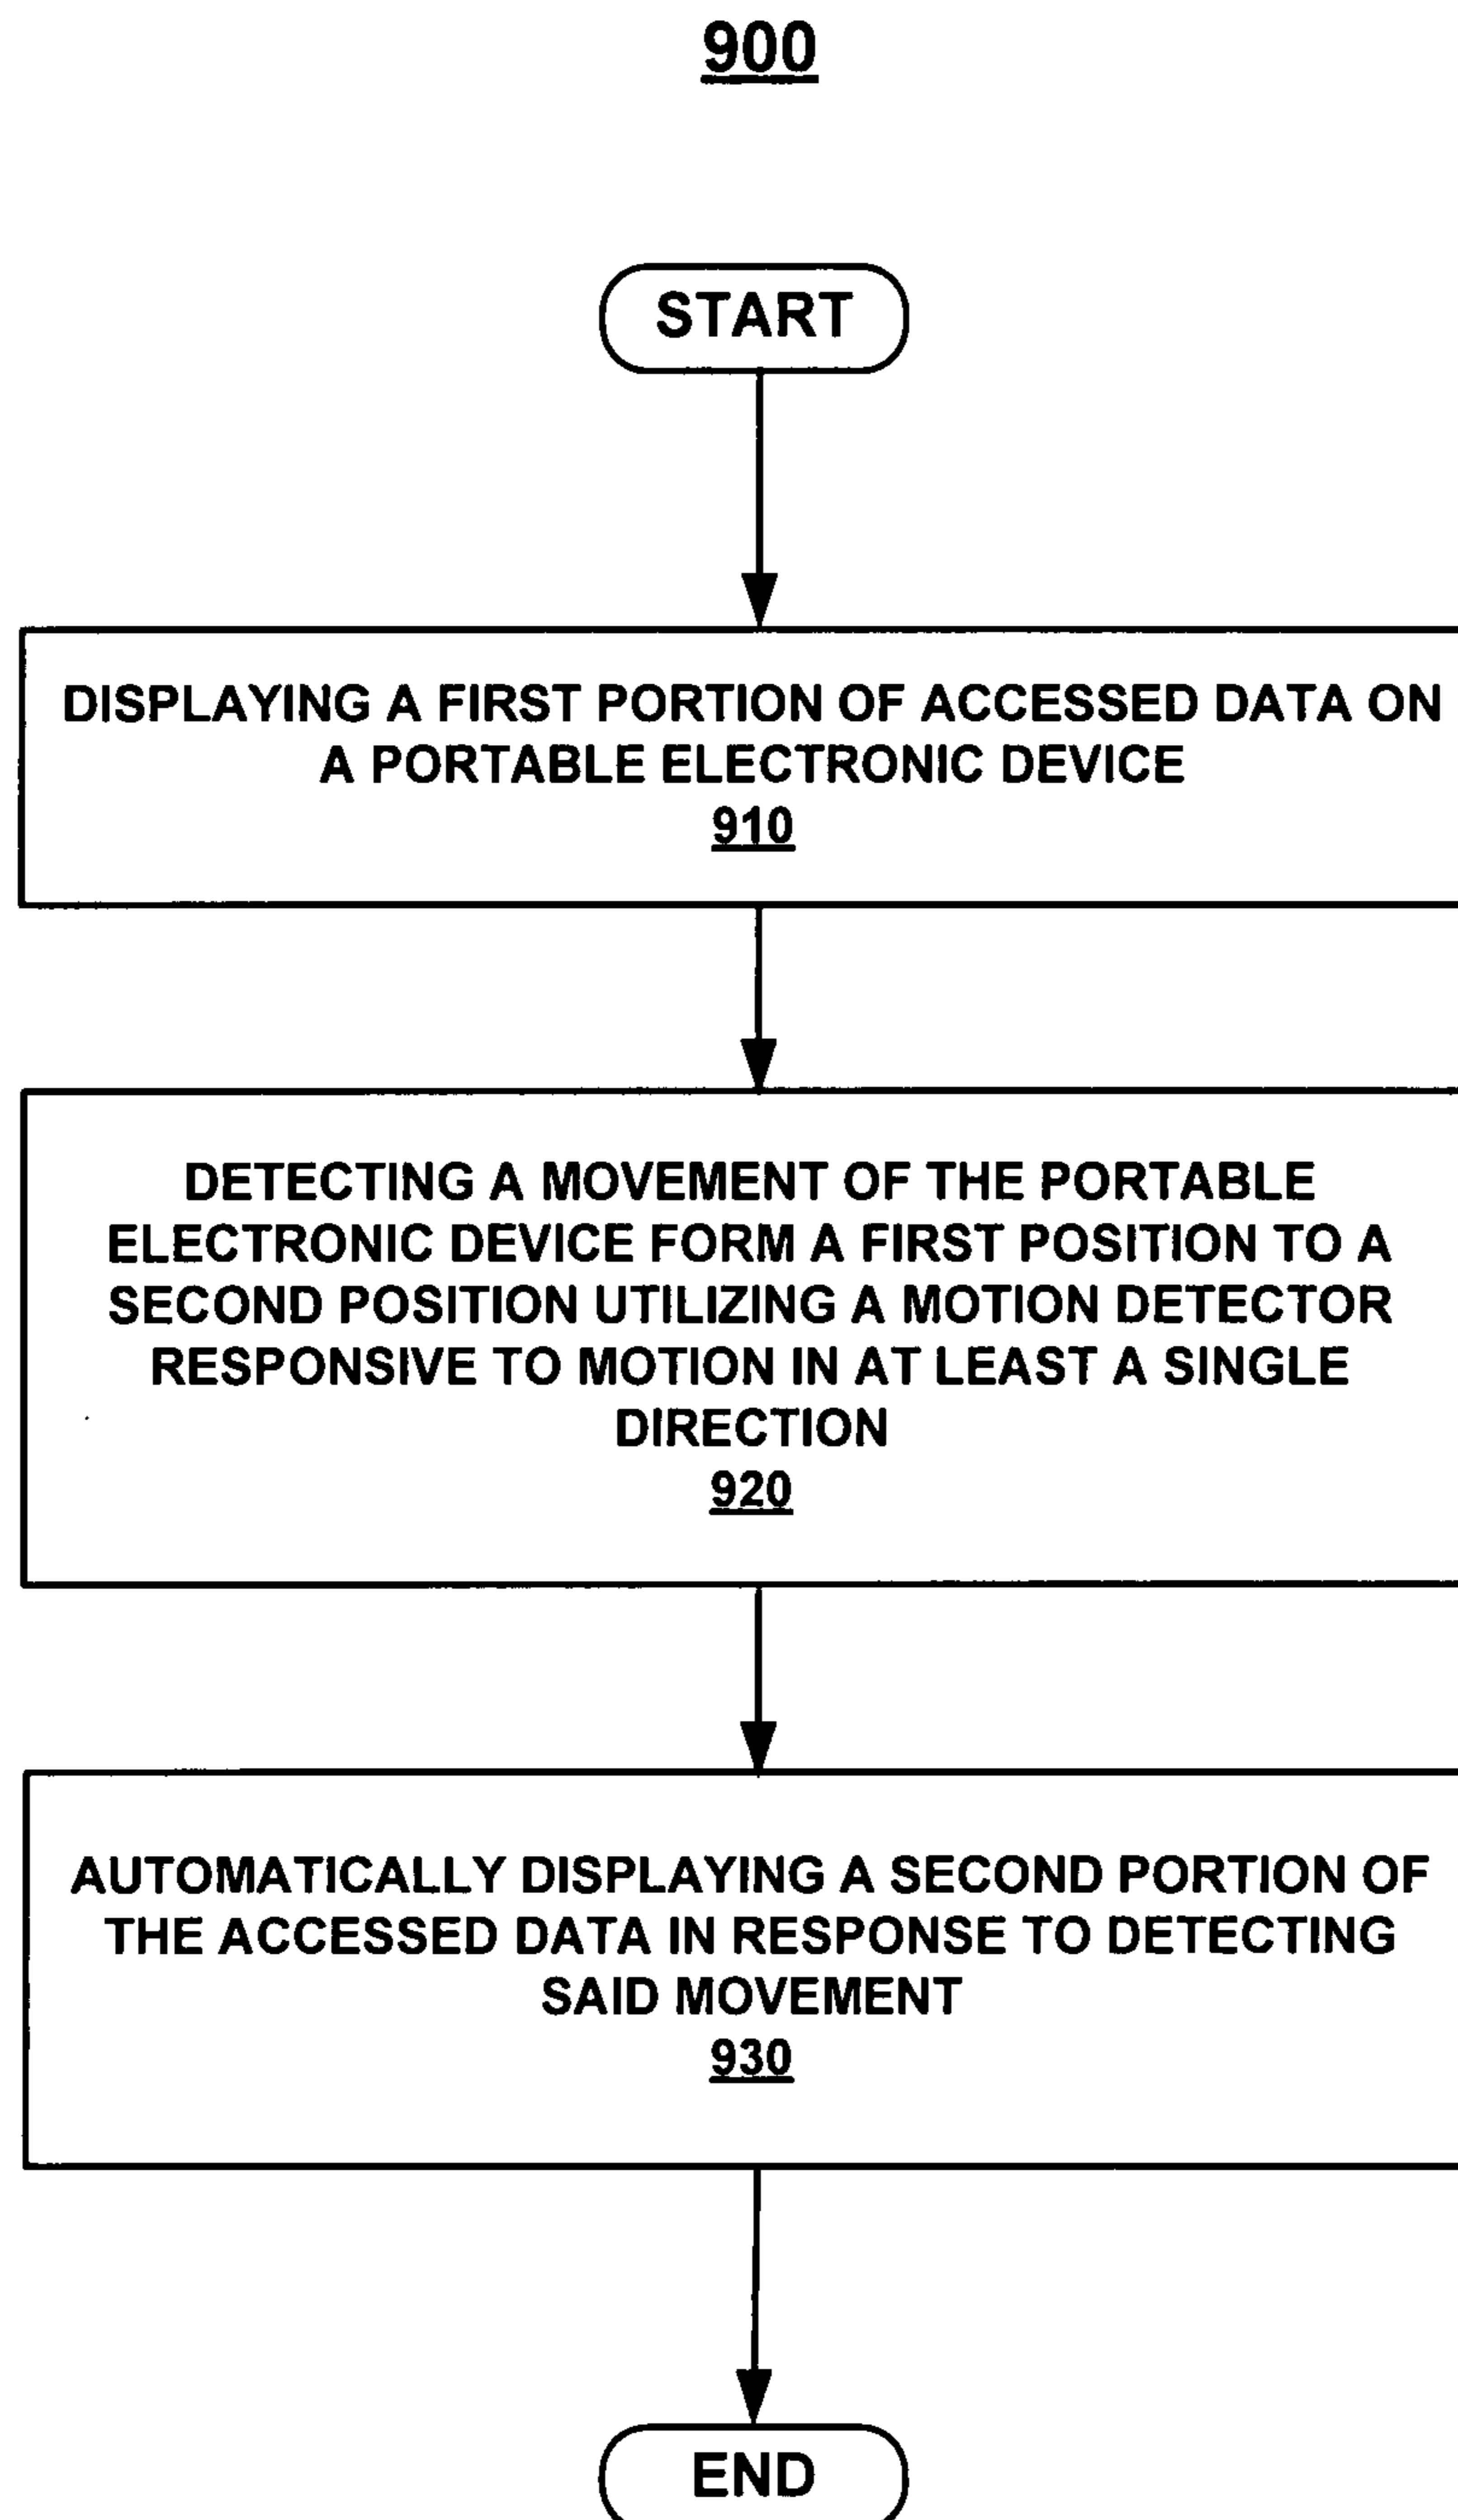 900
START
DISPLAYING A FIRST PORTION OF ACCESSED DATA ON
A PORTABLE ELECTRONIC DEVICE
910
DETECTING A MOVEMENT OF THE PORTABLE
ELECTRONIC DEVICE FORM A FIRST POSITION TO A
SECOND POSITION UTILIZING A MOTION DETECTOR
RESPONSIVE TO MOTION IN AT LEAST A SINGLE
DIRECTION
920
AUTOMATICALLY DISPLAYING A SECOND PORTION OF
THE ACCESSED DATA IN RESPONSE TO DETECTING
SAID MOVEMENT
930
END